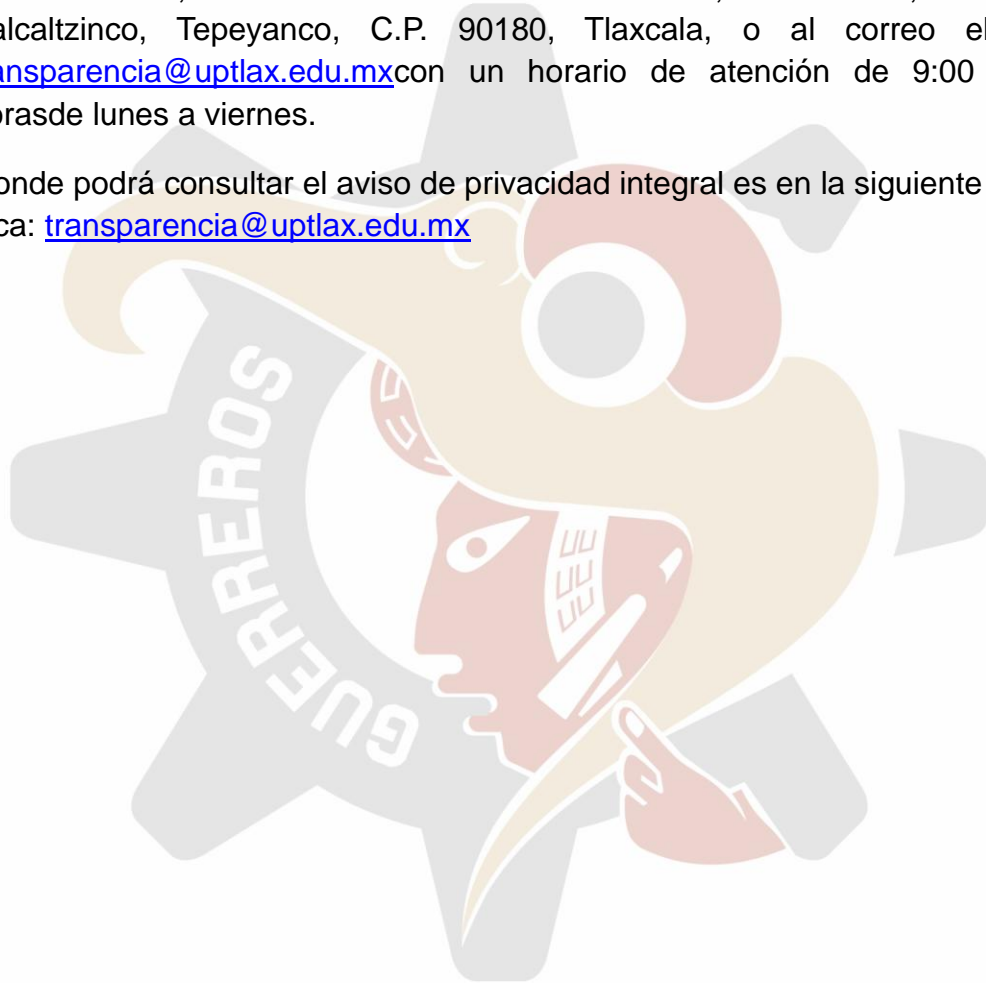 alcaltzinco, Tepeyanco, C.P. 90180, Tlaxcala, o al correo el
ansparencia@uptlax.edu.mxcon un horario de atención de 9:00
orasde lunes a viernes.
onde podrá consultar el aviso de privacidad integral es en la siguiente
ca: transparencia@uptlax.edu.mx
GUERREROS